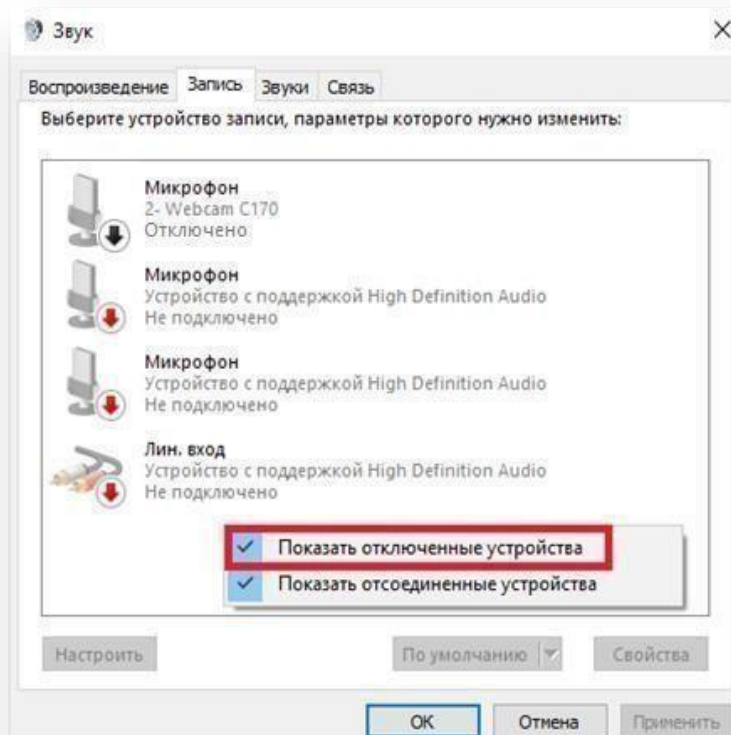 Звук
Воспроизведение Запись Звуки Связь
Выберите устройство записи, параметры которого нужно изменить:
Микрофон
2- Webcam C170
Отключено
Микрофон
Устройство с поддержкой High Definition Audio
Не подключено
Микрофон
Устройство с поддержкой High Definition Audio
Не подключено
Лин. вход
Устройство с поддержкой High Definition Audio
Не подключено
Показать отключенные устройства
Показать отсоединенные устройства
Настроить По умолчанию Свойства
ОК Отмена Применить